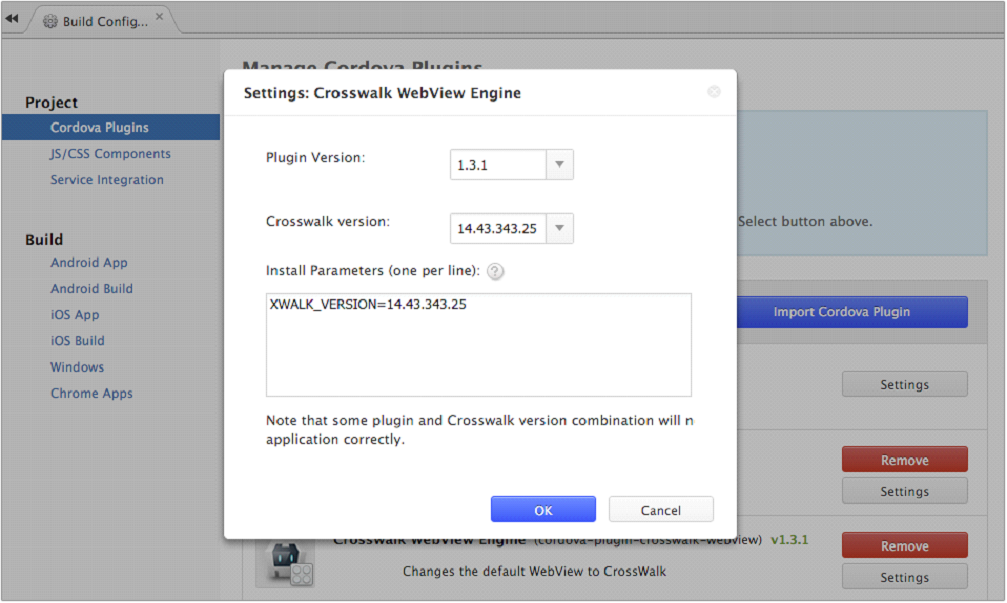 Build Config...
Manage Cordova Plugins
Project
Cordova Plugins
JS/CSS Components
Service Integration
Build
Android App
Android Build
iOS App
iOS Build
Windows
Chrome Apps
Settings: Crosswalk WebView Engine
Plugin Version:
1.3.1
Crosswalk version:
14.43.343.25
Install Parameters (one per line): ?
XWALK_VERSION=14.43.343.25
Note that some plugin and Crosswalk version combination will n
application correctly.
OK
Cancel
Select button above.
Import Cordova Plugin
Settings
Remove
Settings
Crosswalk WebView Engine (cordova-plugin-crosswalk-webview) v1.3.1
Changes the default WebView to CrossWalk
Remove
Settings